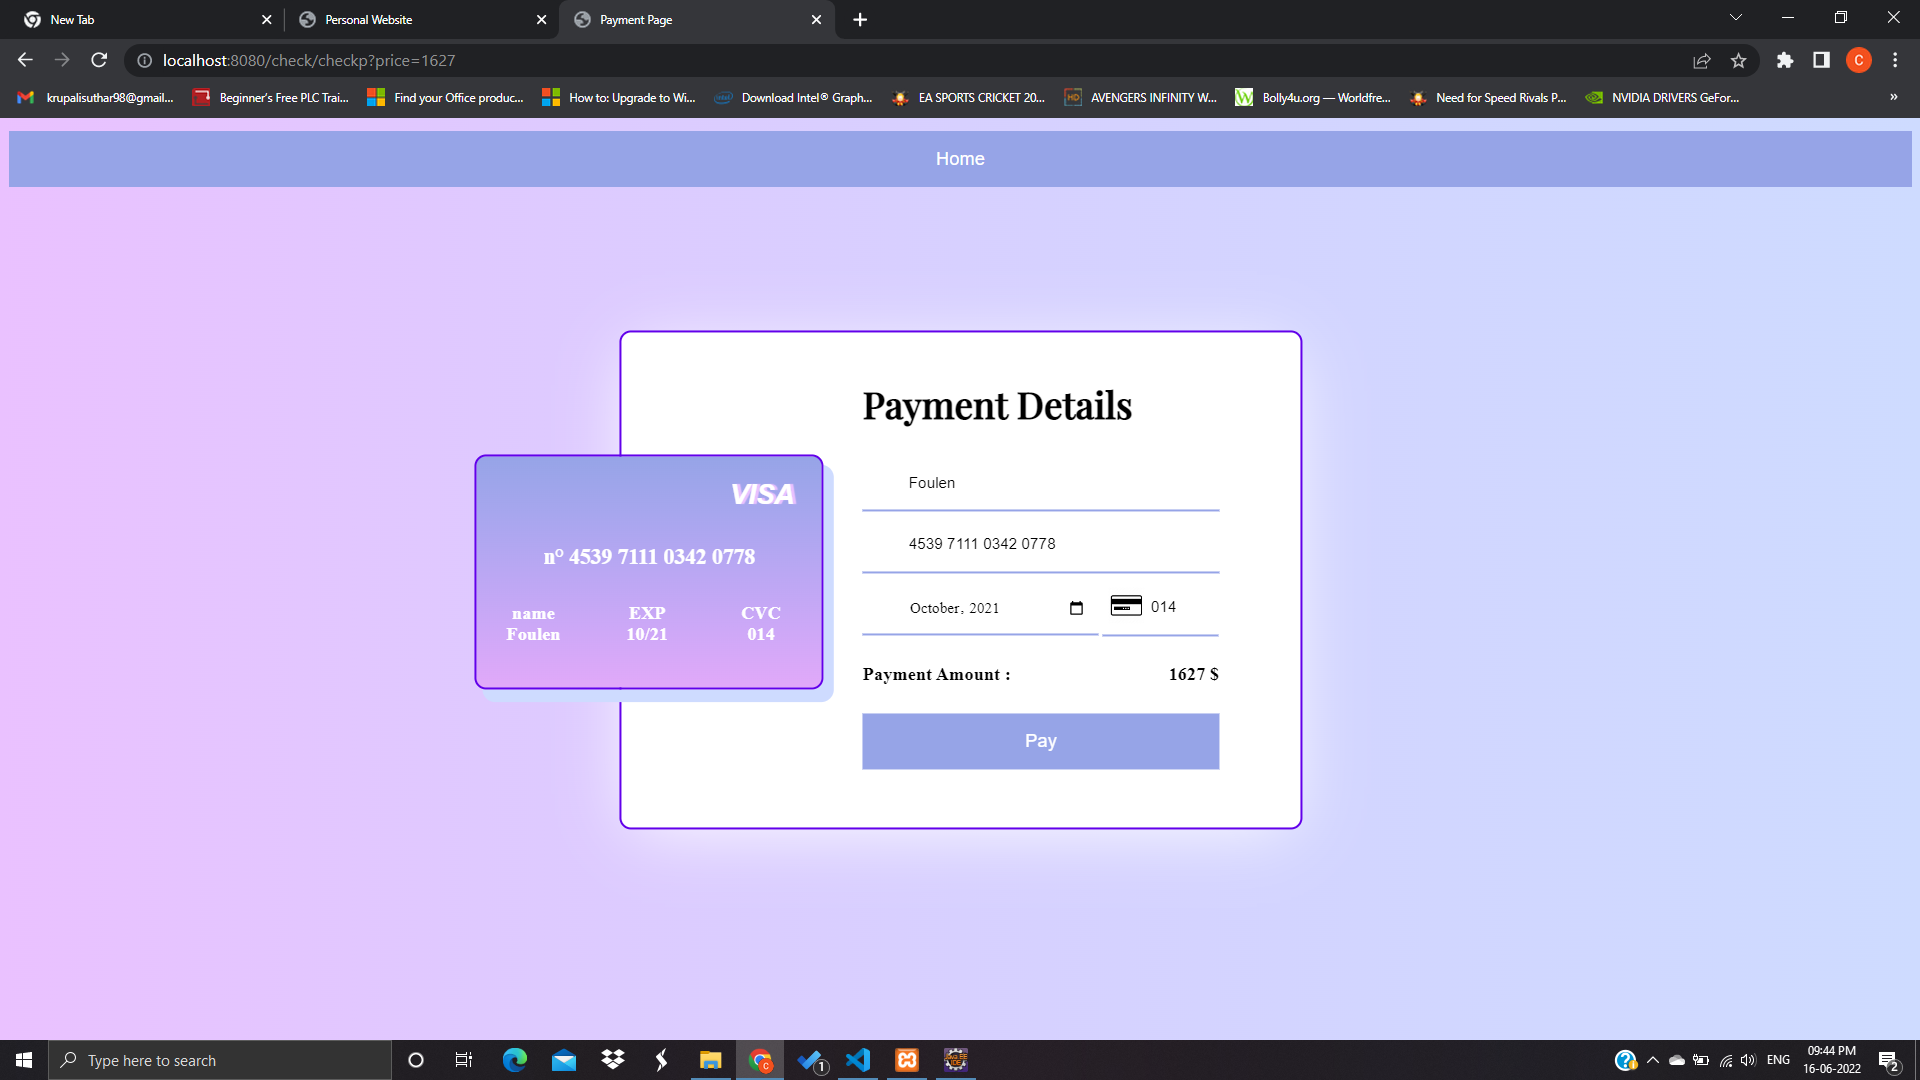 New Tab
Personal Website
Payment Page
localhost:8080/check/checkp?price=1627
C
krupalisuthar98@gmail...
Beginner's Free PLC Trai...
Find your Office produc...
How to: Upgrade to Wi...
Download Intel® Graph...
EA SPORTS CRICKET 20...
HD
AVENGERS INFINITY W...
W
Bolly4u.org — Worldfre...
Need for Speed Rivals P...
NVIDIA DRIVERS GeFor...
»
Home
Payment Details
VISA
Foulen
n° 4539 7111 0342 0778
4539 7111 0342 0778
October, 2021
014
name EXP CVC
Foulen 10/21 014
Payment Amount : 1627 $
Pay
Type here to search
C
1
ENG
09:44 PM
16-06-2022
2